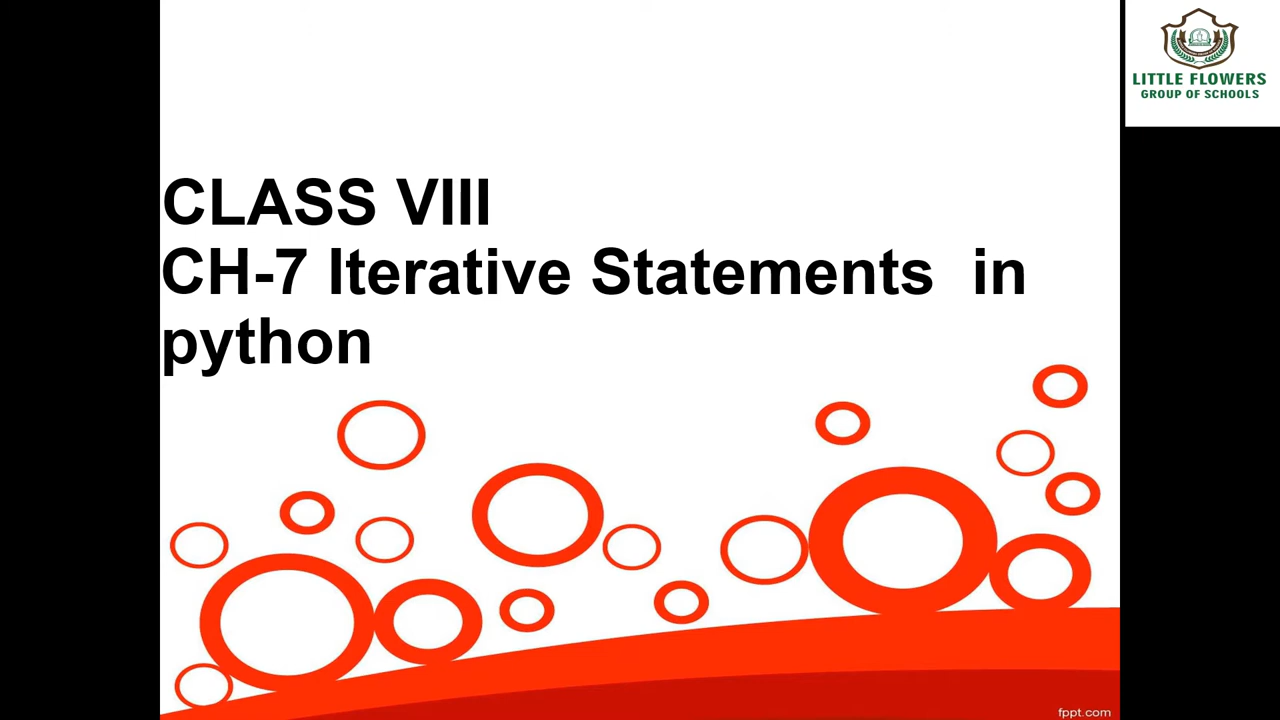 CLASS VIII
CH-7 Iterative Statements  in
python
LITTLE FLOWERS
GROUP OF SCHOOLS
fppt.com